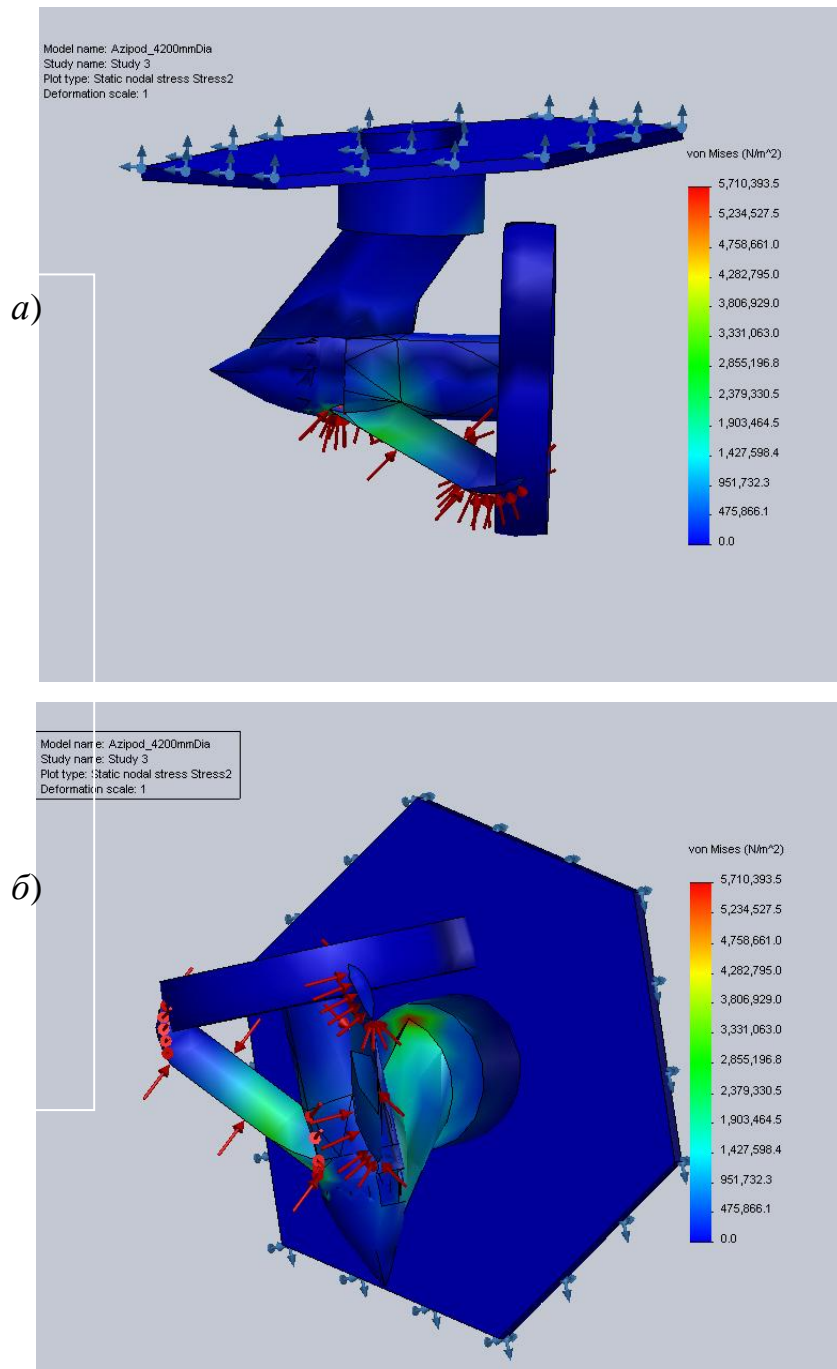 Model name: Azipod_4200mmDia
Study name: Study 3
Plot type: Static nodal stress Stress2
Deformation scale: 1
von Mises (N/m^2)
5,710,393.5
5,234,527.5
4,758,661.0
4,282,795.0
3,806,929.0
3,331,063.0
2,855,196.8
2,379,330.5
1,903,464.5
1,427,598.4
951,732.3
475,866.1
0.0
а)
Model name: Azipod_4200mmDia
Study name: Study 3
Plot type: Static nodal stress Stress2
Deformation scale: 1
von Mises (N/m^2)
5,710,393.5
5,234,527.5
4,758,661.0
4,282,795.0
3,806,929.0
3,331,063.0
2,855,196.8
2,379,330.5
1,903,464.5
1,427,598.4
951,732.3
475,866.1
0.0
б)